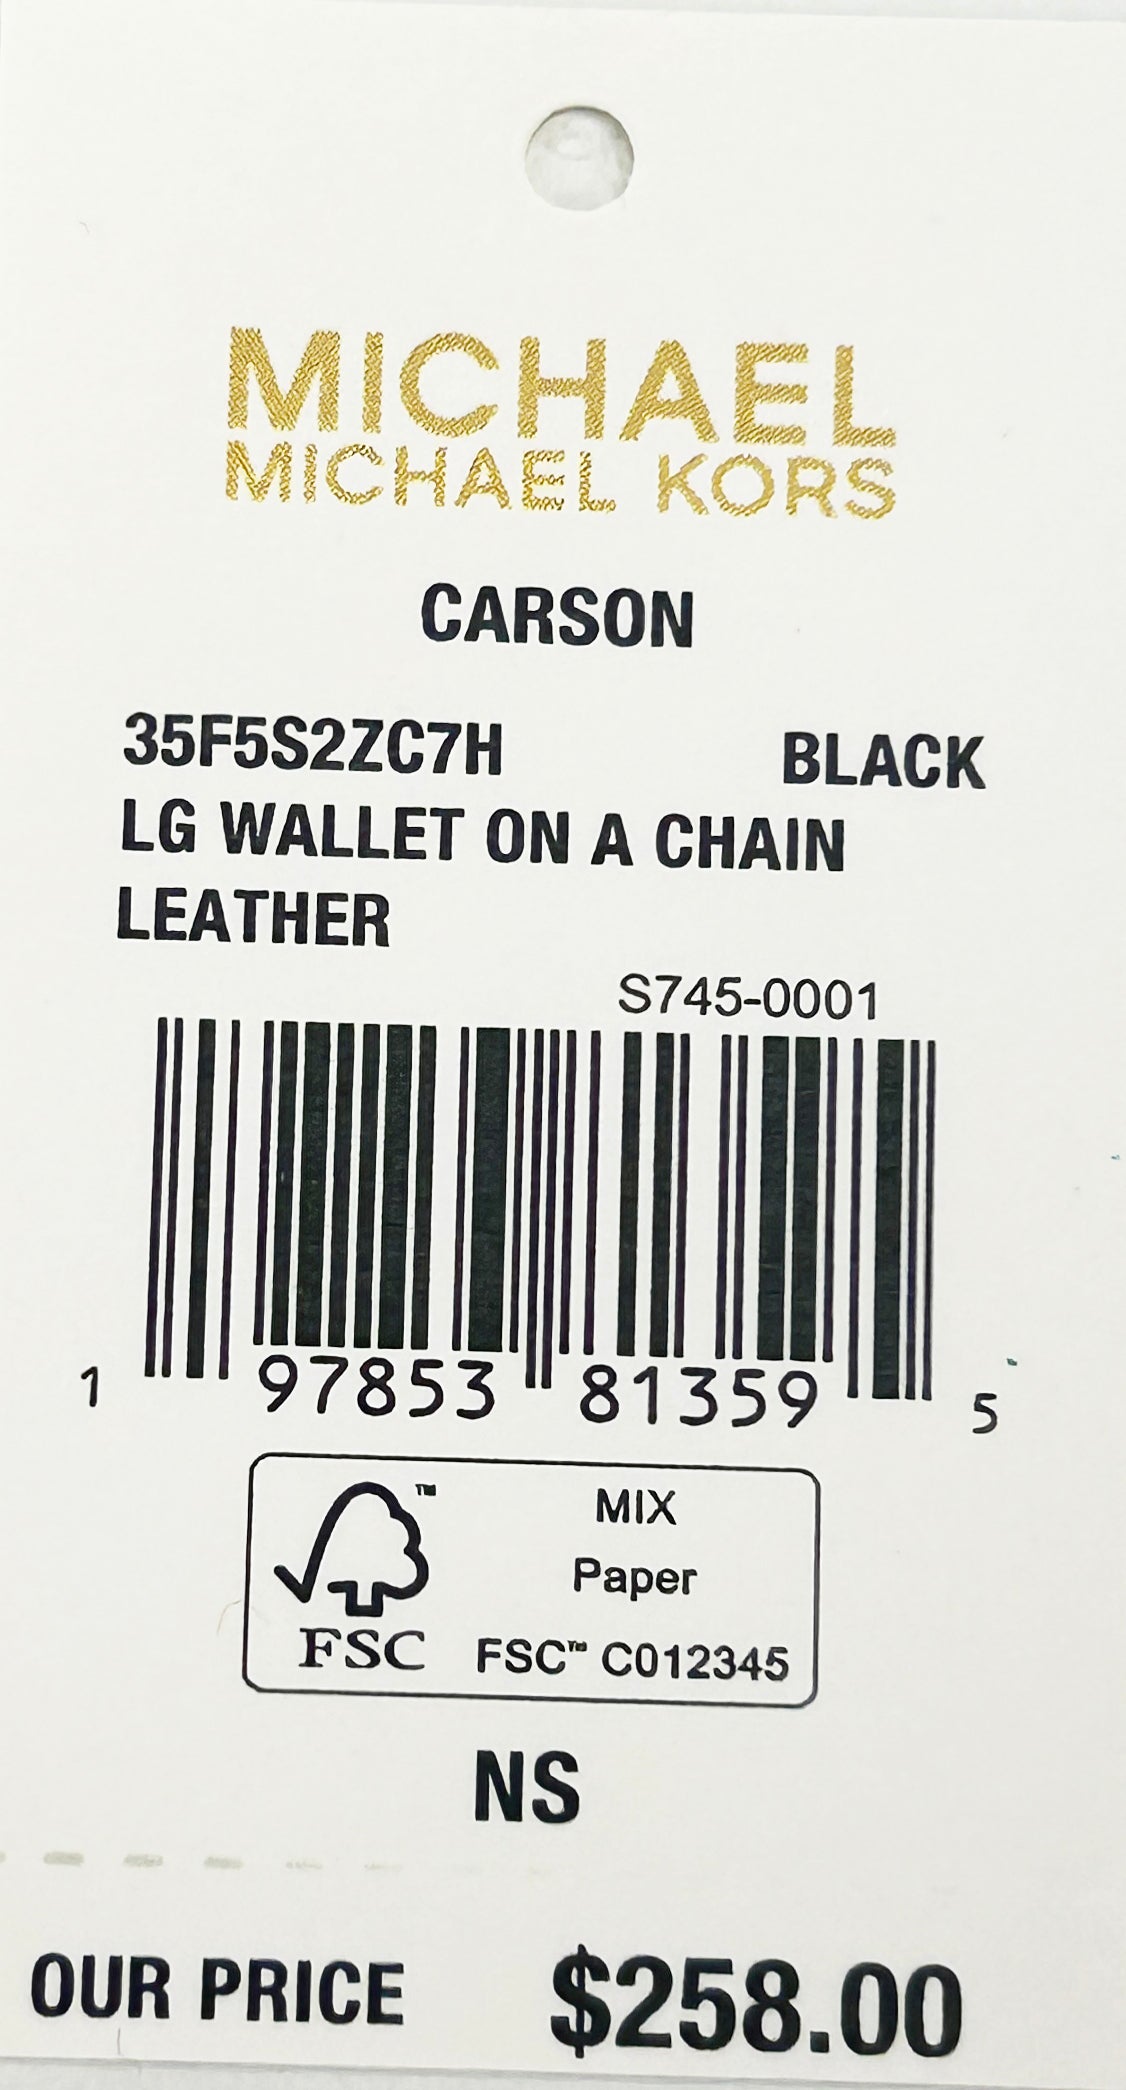 MICHAEL
MICHAEL KORS
CARSON
35F5S2ZC7H BLACK
LG WALLET ON A CHAIN
LEATHER
S745-0001
1 97853 81359 5
™ MIX
Paper
FSC FSC™ C012345
NS
OUR PRICE $258.00